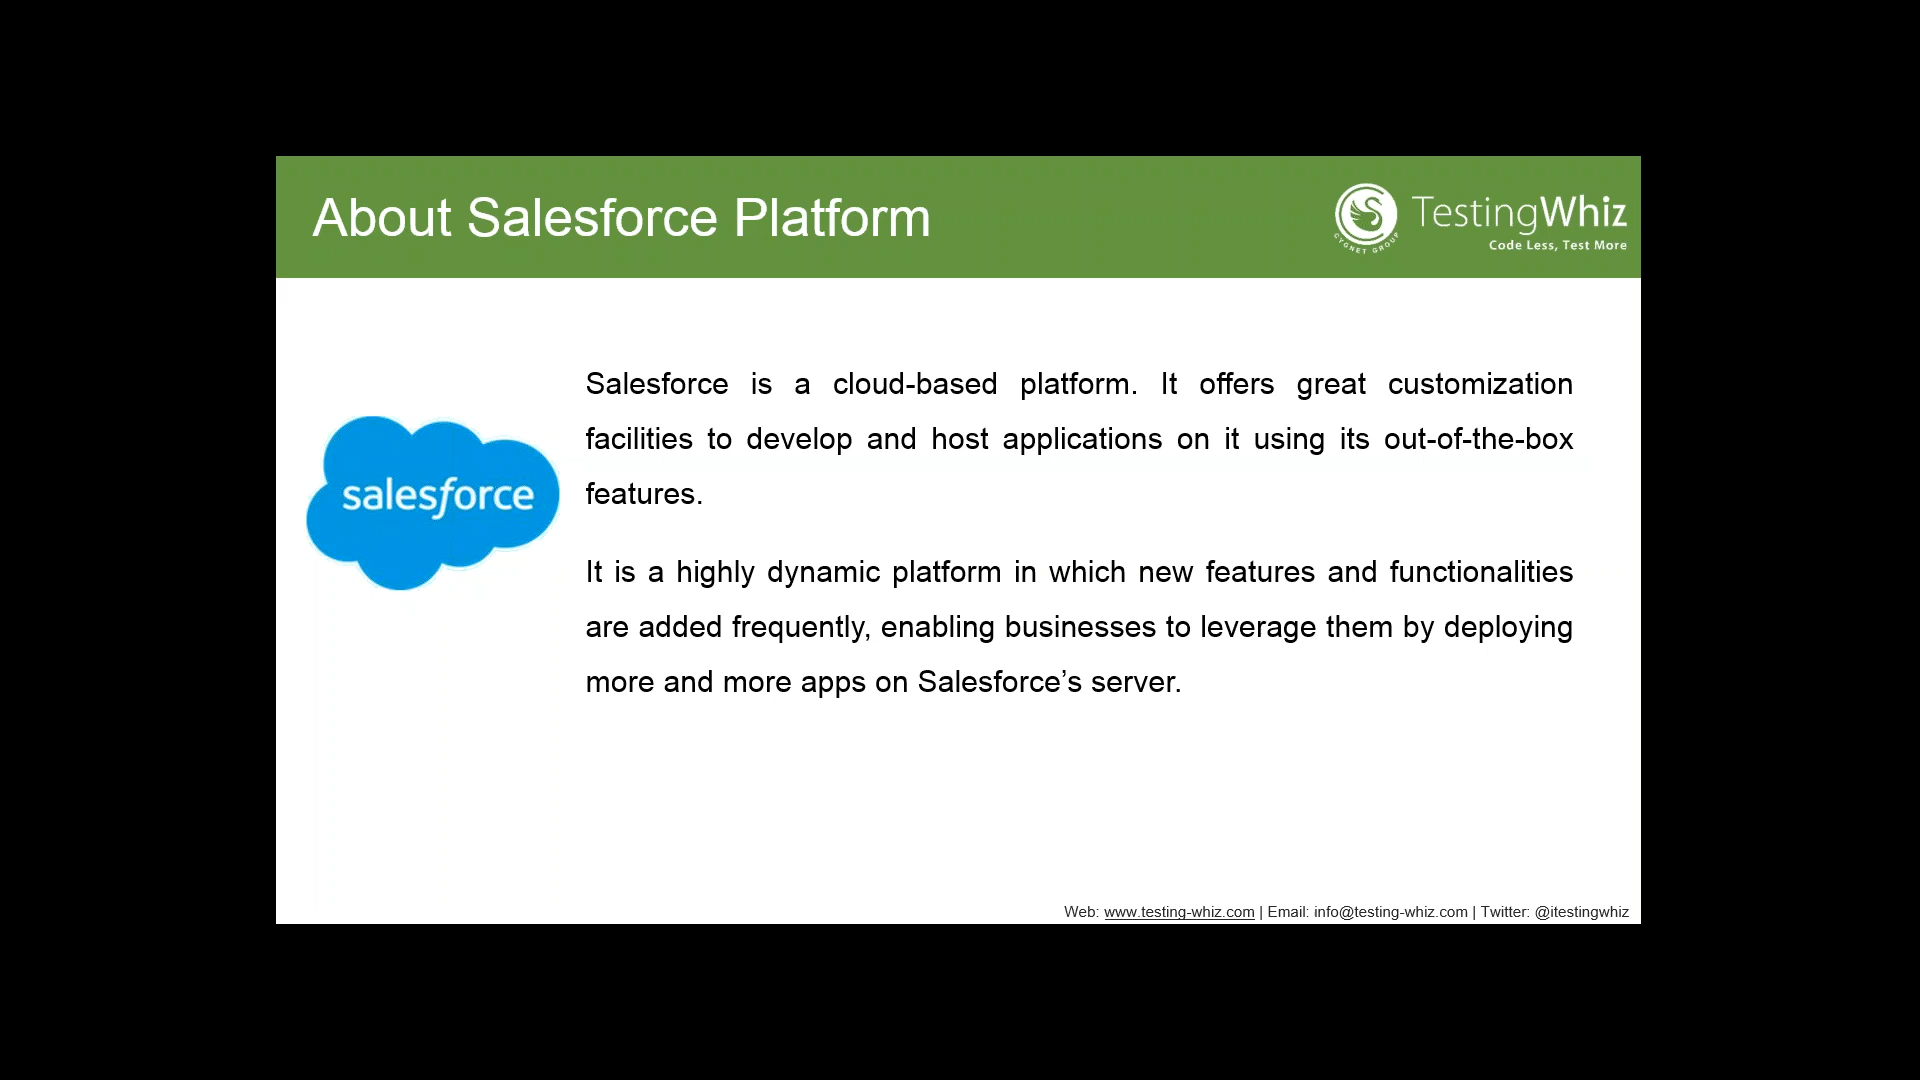 About Salesforce Platform
CYGNET GROUP
TestingWhiz
Code Less, Test More
salesforce
Salesforce is a cloud-based platform. It offers great customization
facilities to develop and host applications on it using its out-of-the-box
features.
It is a highly dynamic platform in which new features and functionalities
are added frequently, enabling businesses to leverage them by deploying
more and more apps on Salesforce’s server.
Web: www.testing-whiz.com | Email: info@testing-whiz.com | Twitter: @itestingwhiz